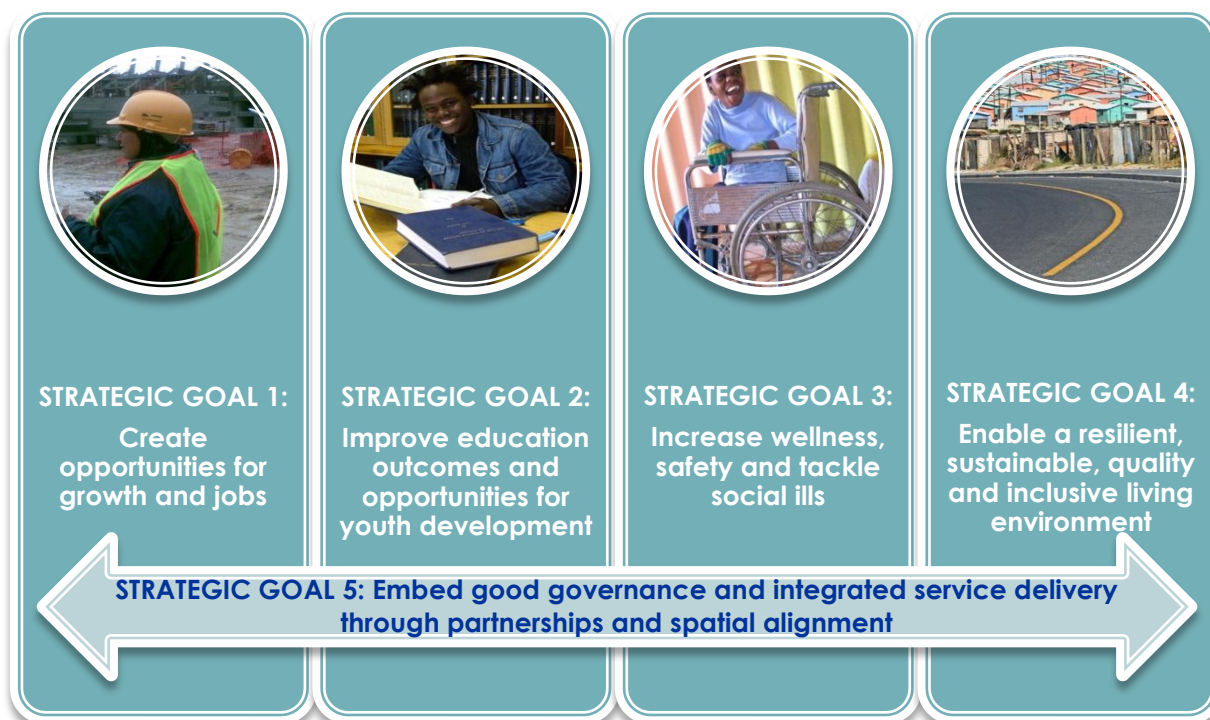 STRATEGIC GOAL 1:
Create
opportunities for
growth and jobs
STRATEGIC GOAL 2:
Improve education
outcomes and
opportunities for
youth development
STRATEGIC GOAL 3:
Increase wellness,
safety and tackle
social ills
STRATEGIC GOAL 4:
Enable a resilient,
sustainable, quality
and inclusive living
environment
STRATEGIC GOAL 5: Embed good governance and integrated service delivery
through partnerships and spatial alignment